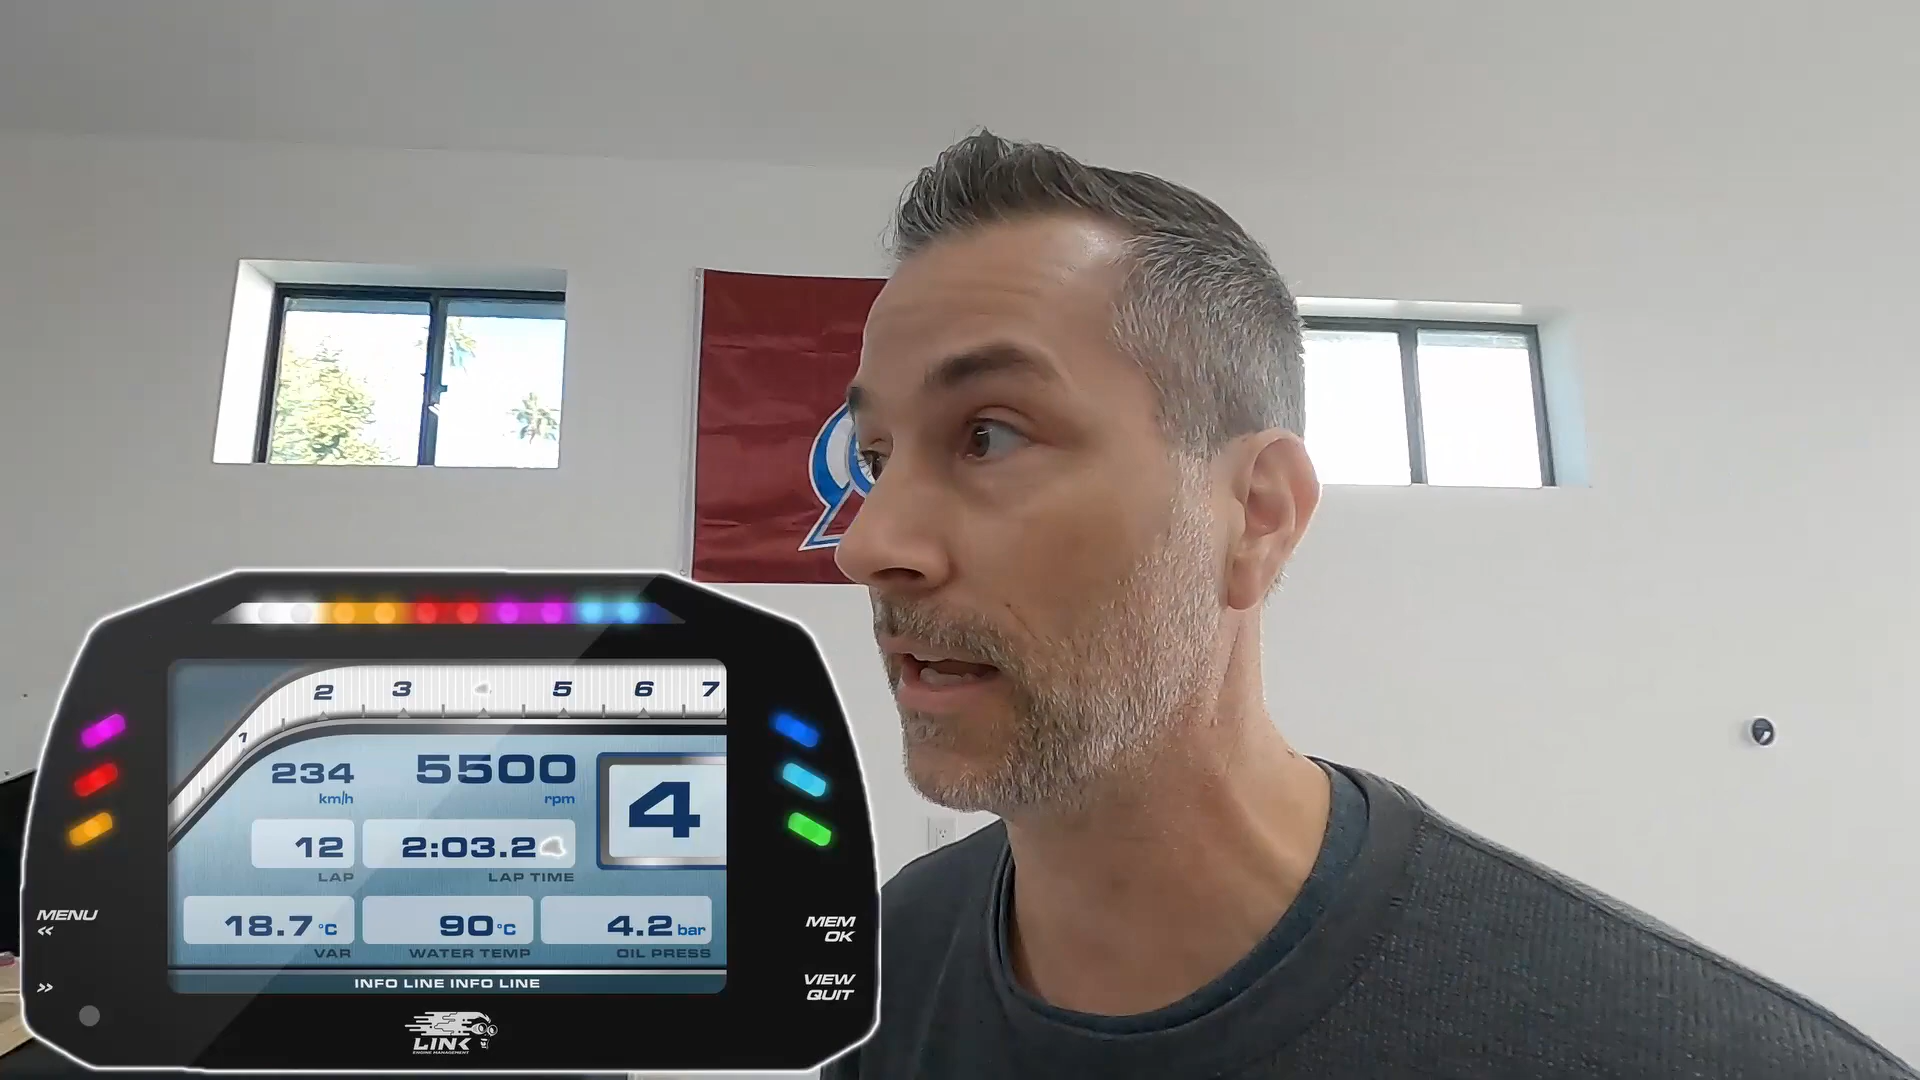 1 2 3 5 6 7
234 km/h
5500 rpm
4
12 LAP
2:03.2 LAP TIME
18.7 °C VAR
90 °C WATER TEMP
4.2 bar OIL PRESS
INFO LINE INFO LINE
MENU
<<
>>
MEM
OK
VIEW
QUIT
LINK
ENGINE MANAGEMENT